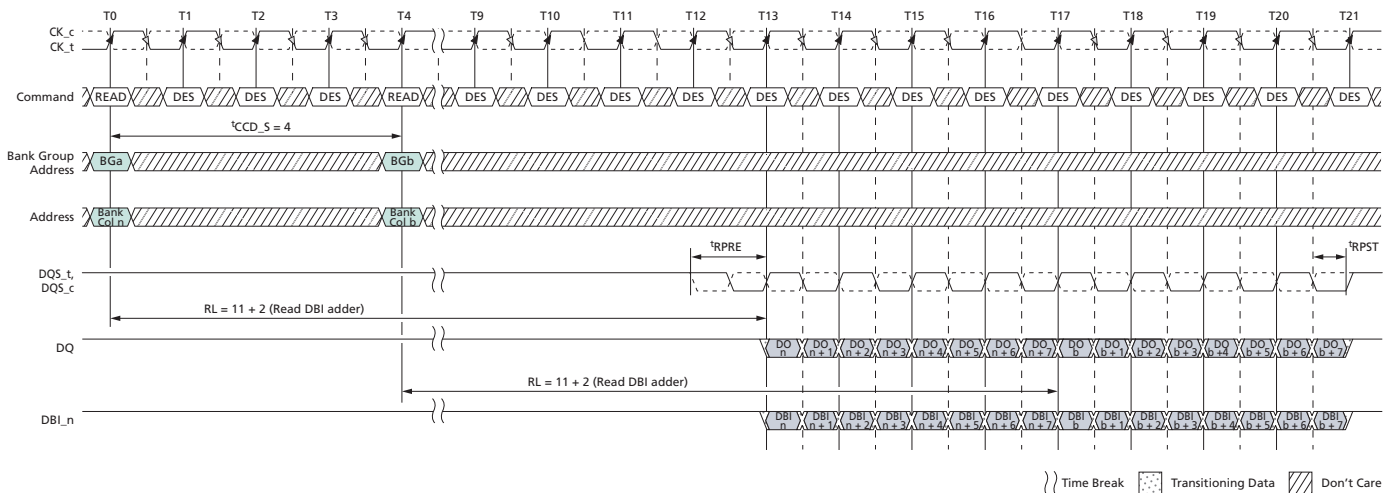 T0 T1 T2 T3 T4 T9 T10 T11 T12 T13 T14 T15 T16 T17 T18 T19 T20 T21
CK_c
CK_t
Command READ DES DES DES READ DES DES DES DES DES DES DES DES DES DES DES DES DES
tCCD_S = 4
Bank Group
Address BGa BGb
Address Bank
Col n Bank
Col b
tRPRE tRPST
DQS_t,
DQS_c
RL = 11 + 2 (Read DBI adder)
DQ DO
n DO
n + 1 DO
n + 2 DO
n + 3 DO
n + 4 DO
n + 5 DO
n + 6 DO
n + 7 DO
b DO
b + 1 DO
b + 2 DO
b + 3 DO
b + 4 DO
b + 5 DO
b + 6 DO
b + 7
RL = 11 + 2 (Read DBI adder)
DBI_n DBI
n DBI
n + 1 DBI
n + 2 DBI
n + 3 DBI
n + 4 DBI
n + 5 DBI
n + 6 DBI
n + 7 DBI
b DBI
b + 1 DBI
b + 2 DBI
b + 3 DBI
b + 4 DBI
b + 5 DBI
b + 6 DBI
b + 7
Time Break Transitioning Data Don't Care